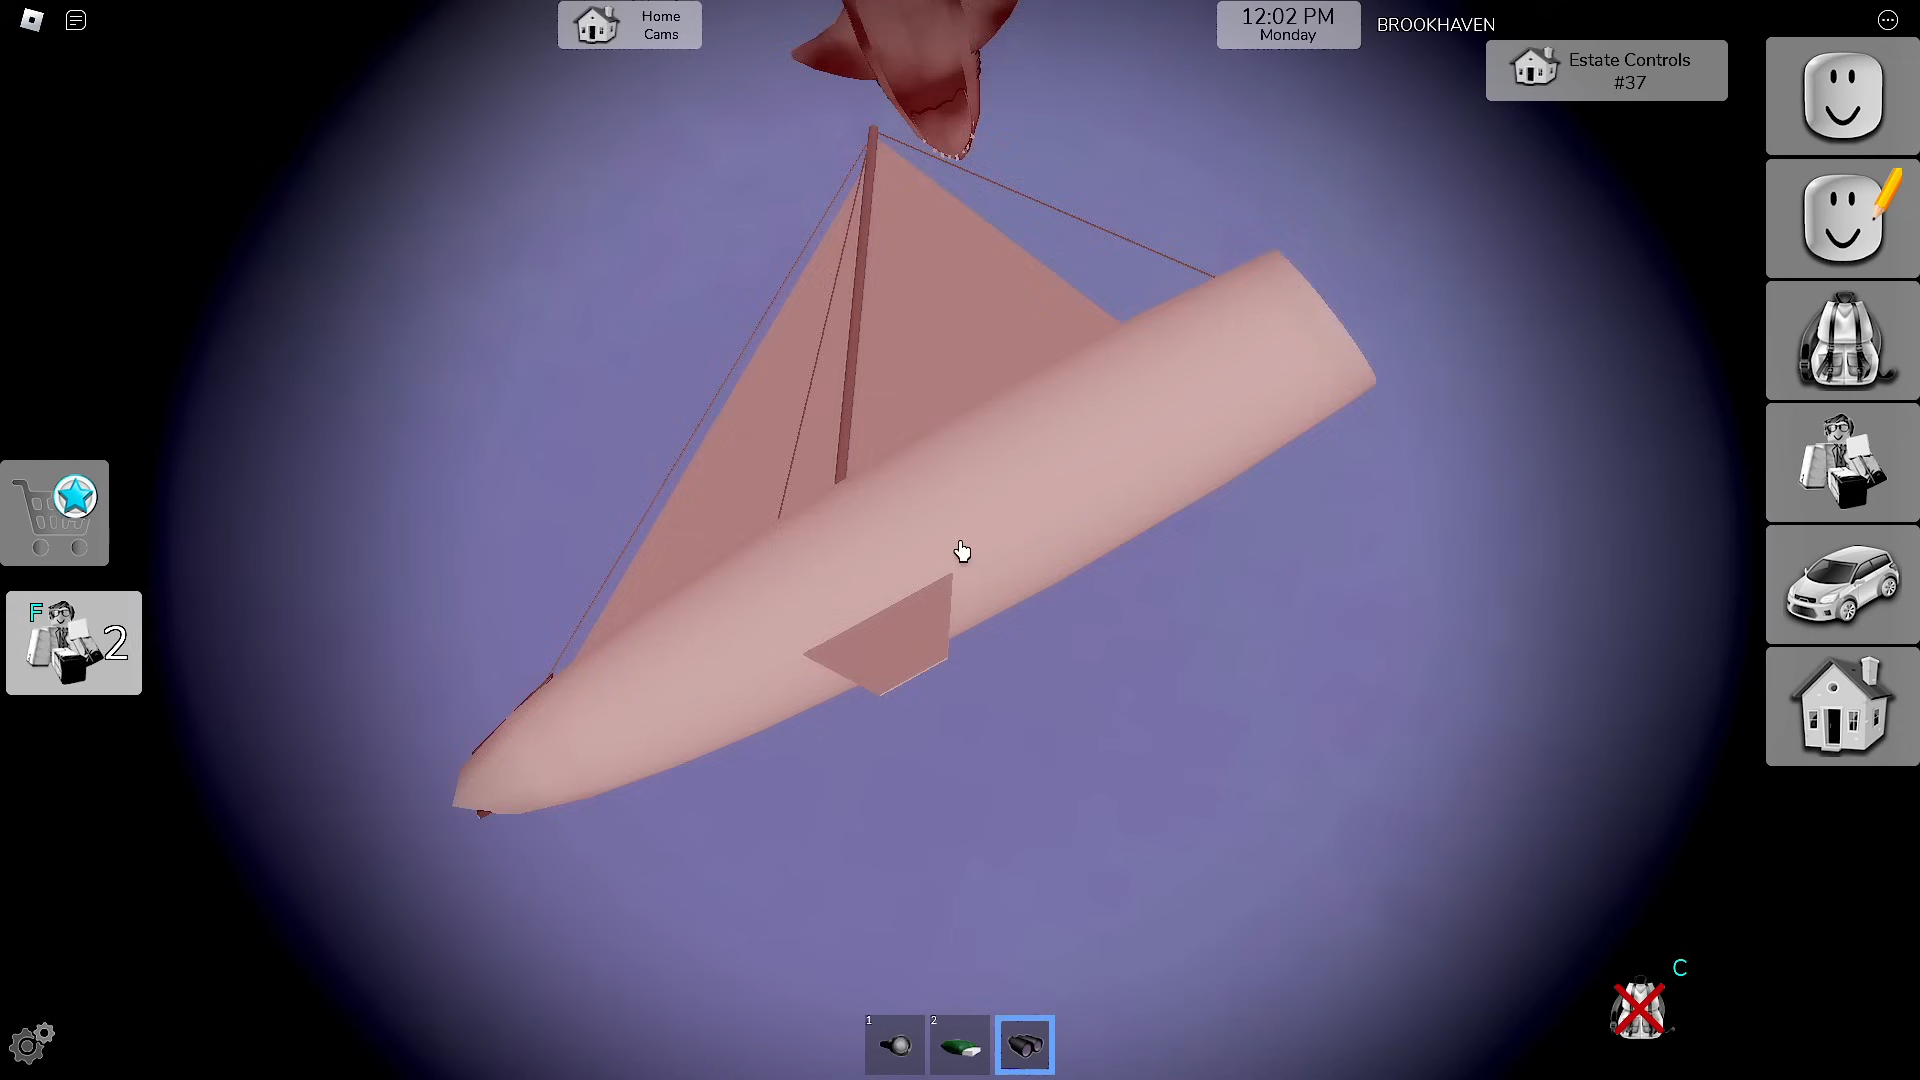 Home
Cams
12:02 PM
Monday
BROOKHAVEN
Estate Controls
#37
F
2
C
1
2